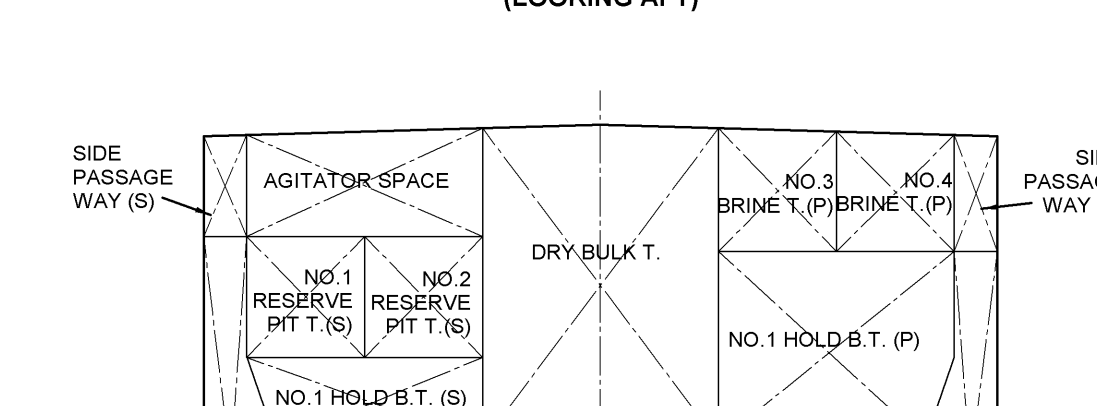 (LOOKING AFT)
SIDE
PASSAGE
WAY (S)
AGITATOR SPACE
NO.3
BRINE T.(P)
NO.4
BRINE T.(P)
WAY
DRY BULK T.
NO.1
RESERVE
PIT T.(S)
NO.2
RESERVE
PIT T.(S)
NO.1 HOLD B.T. (P)
NO.1 HOLD B.T. (S)